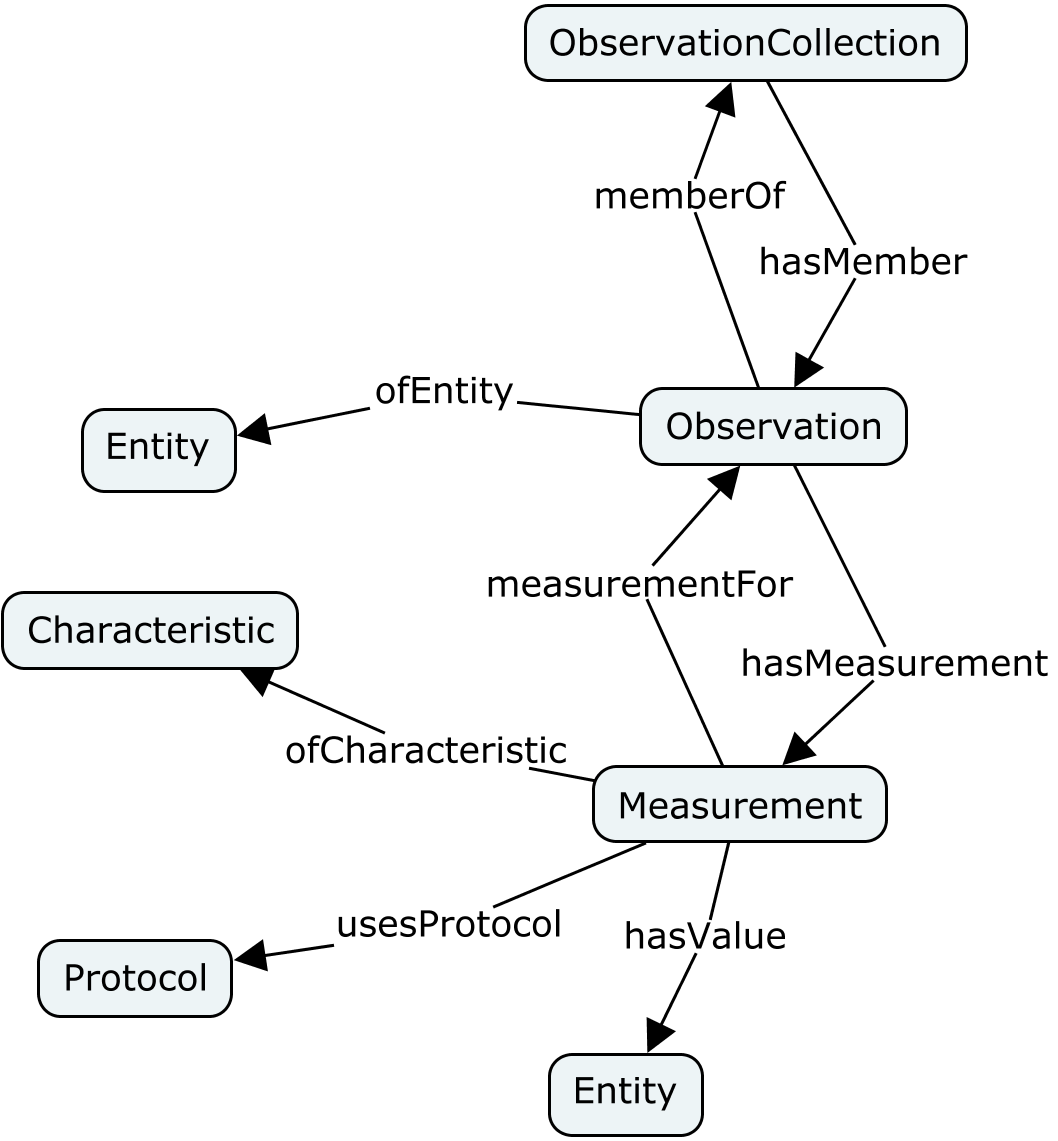 ObservationCollection
memberOf
hasMember
ofEntity
Observation
Entity
measurementFor
Characteristic
hasMeasurement
ofCharacteristic
Measurement
usesProtocol
hasValue
Protocol
Entity